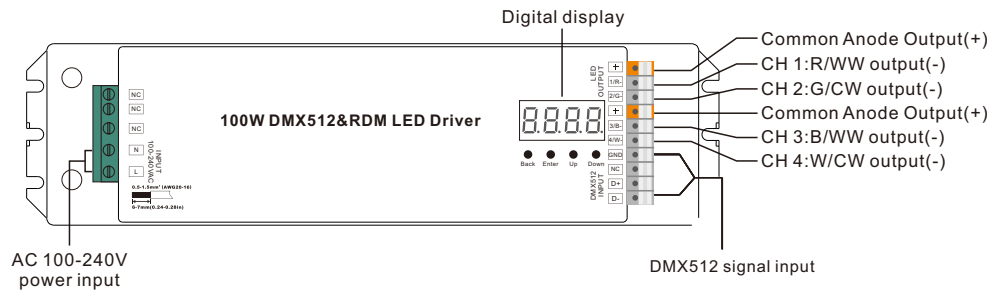 Digital display
Common Anode Output(+)
CH 1:R/WW output(-)
CH 2:G/CW output(-)
Common Anode Output(+)
CH 3:B/WW output(-)
CH 4:W/CW output(-)
DMX512 signal input
AC 100-240V
power input
NC
NC
NC
N
L
INPUT
100-240VAC
0.5-1.5mm² (AWG20-16)
6-7mm(0.24-0.28in)
100W DMX512&RDM LED Driver
8.8.8.8.
Back Enter Up Down
LED
OUTPUT
+
1/R-
2/G-
+
3/B-
4/W-
GND
NC
D+
D-
DMX512
INPUT